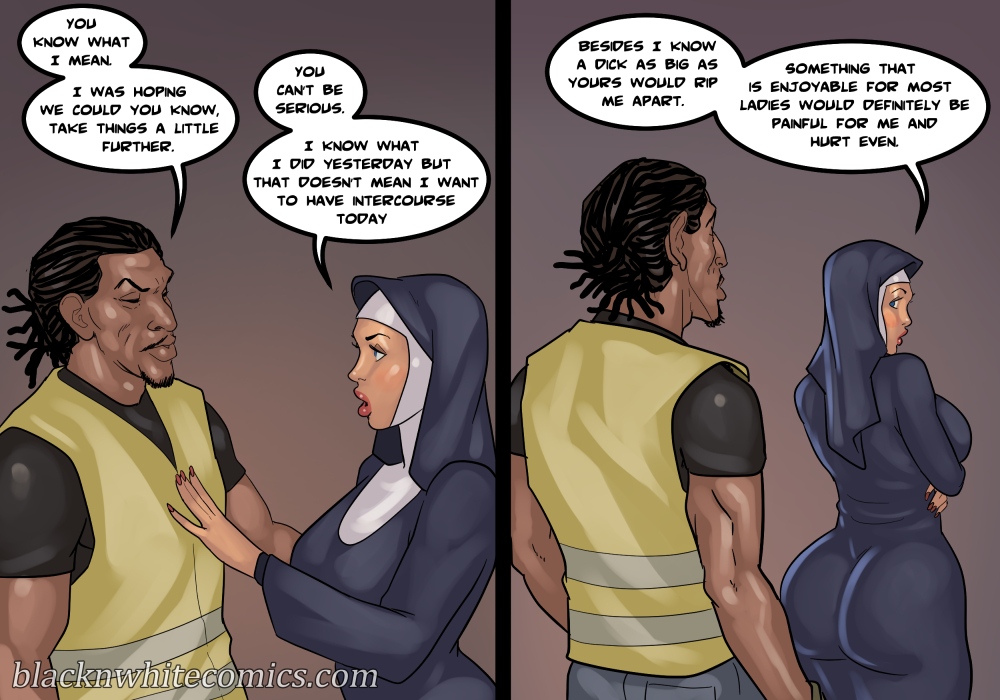 YOU
KNOW WHAT
I MEAN.
I WAS HOPING
WE COULD YOU KNOW,
TAKE THINGS A LITTLE
FURTHER.
YOU
CAN'T BE
SERIOUS.
I KNOW WHAT
I DID YESTERDAY BUT
THAT DOESN'T MEAN I WANT
TO HAVE INTERCOURSE
TODAY
BESIDES I KNOW
A DICK AS BIG AS
YOURS WOULD RIP
ME APART.
SOMETHING THAT
IS ENJOYABLE FOR MOST
LADIES WOULD DEFINITELY BE
PAINFUL FOR ME AND
HURT EVEN.
blacknwhitecomics.com